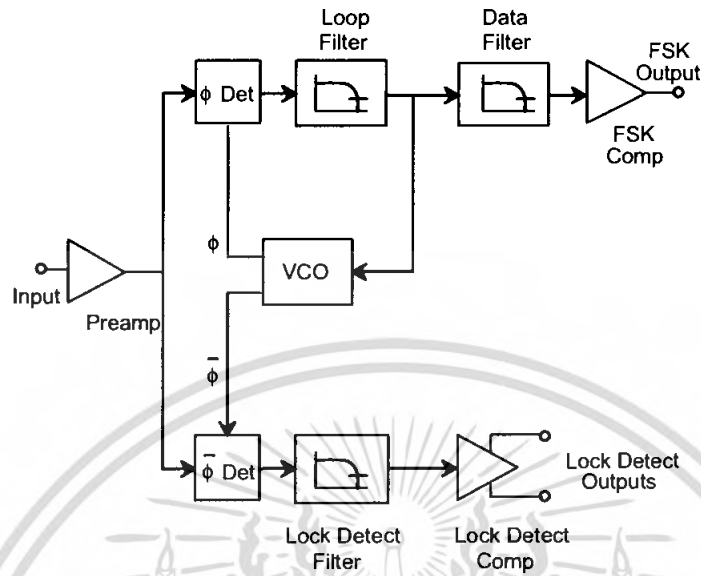 Loop
Filter
Data
Filter
FSK
Output
ϕ Det
FSK
Comp
ϕ
VCO
Input
Preamp
ϕ̅
ϕ̅ Det
Lock Detect
Outputs
Lock Detect
Filter
Lock Detect
Comp